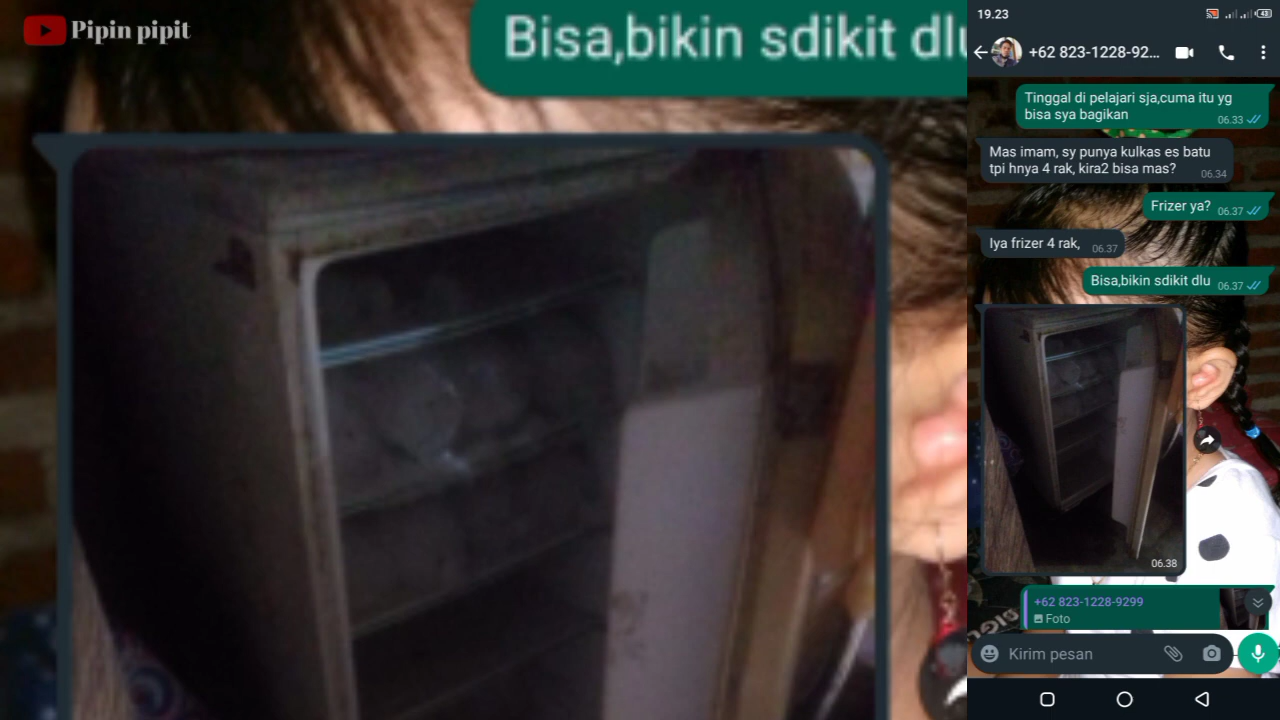 Pipin pipit
Bisa,bikin sdikit dlu
19.23
+62 823-1228-92...
Tinggal di pelajari sja,cuma itu yg
bisa sya bagikan
06.33
Mas imam, sy punya kulkas es batu
tpi hnya 4 rak, kira2 bisa mas?
06.34
Frizer ya?
06.37
Iya frizer 4 rak,
06.37
Bisa,bikin sdikit dlu
06.37
06.38
+62 823-1228-9299
Foto
Kirim pesan